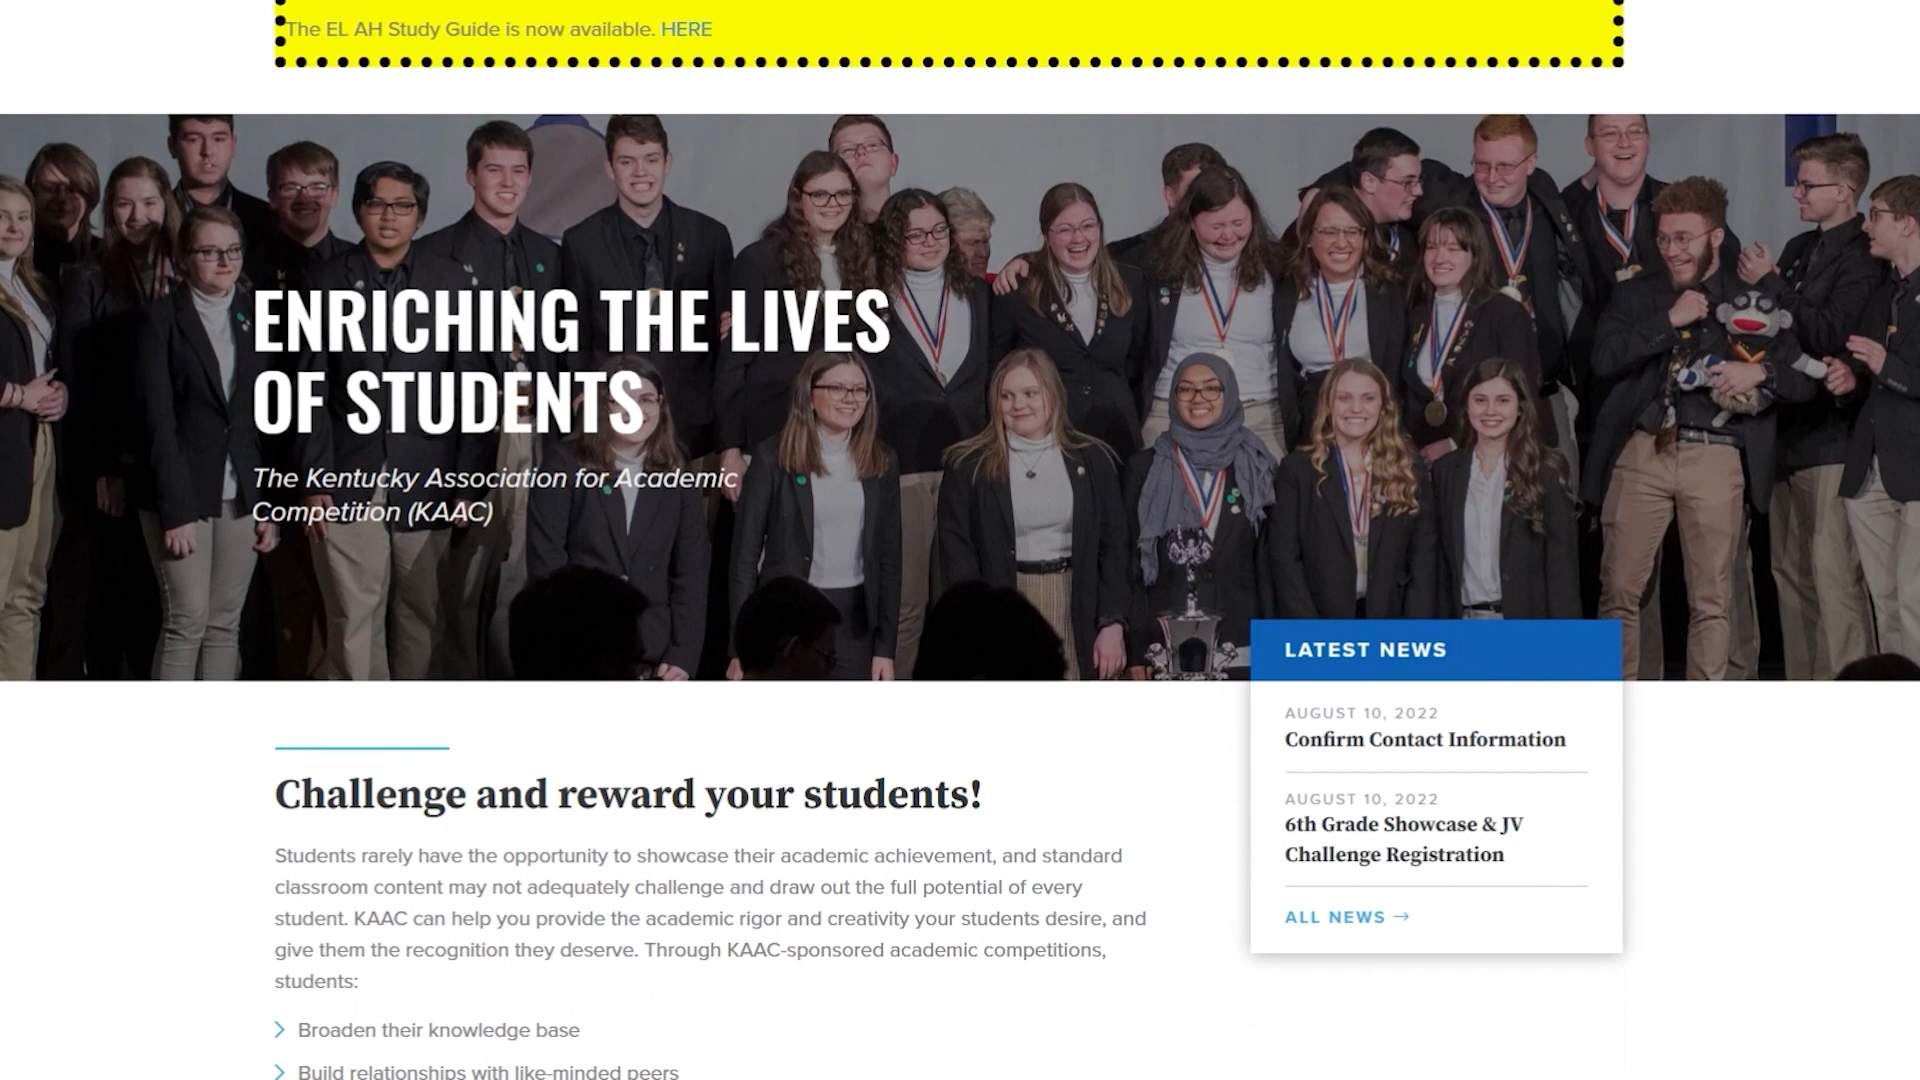 The EL AH Study Guide is now available. HERE
ENRICHING THE LIVES
OF STUDENTS
The Kentucky Association for Academic
Competition (KAAC)
LATEST NEWS
AUGUST 10, 2022
Confirm Contact Information
AUGUST 10, 2022
6th Grade Showcase & JV
Challenge Registration
ALL NEWS →
Challenge and reward your students!
Students rarely have the opportunity to showcase their academic achievement, and standard
classroom content may not adequately challenge and draw out the full potential of every
student. KAAC can help you provide the academic rigor and creativity your students desire, and
give them the recognition they deserve. Through KAAC-sponsored academic competitions,
students:
Broaden their knowledge base
Build relationships with like-minded peers